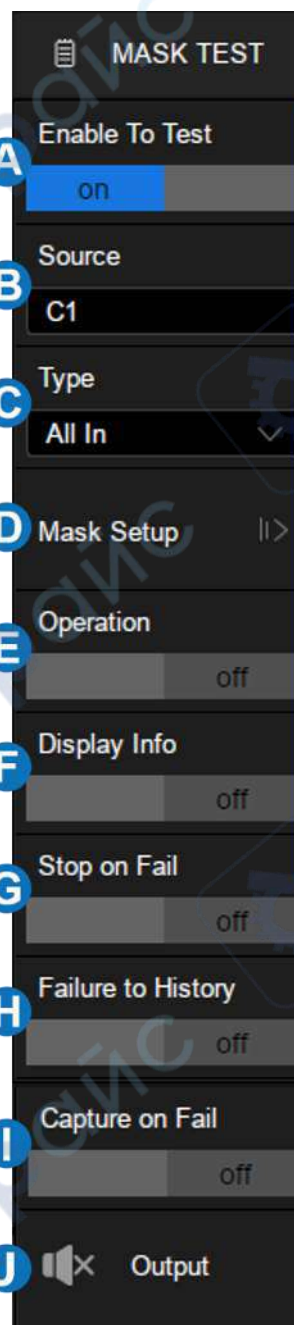 MASK TEST
A
Enable To Test
on
B
Source
C1
C
Type
All In
D
Mask Setup
E
Operation
off
F
Display Info
off
G
Stop on Fail
off
H
Failure to History
off
I
Capture on Fail
off
J
Output